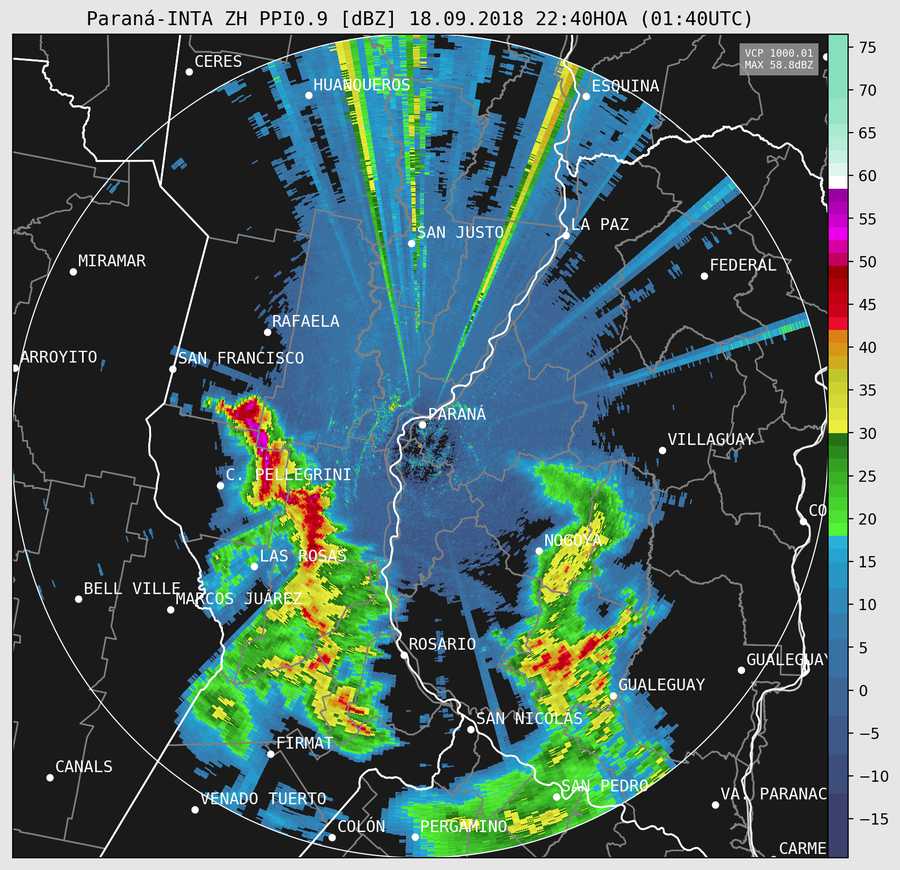 Paraná-INTA ZH PPI0.9 [dBZ] 18.09.2018 22:40HOA (01:40UTC)
VCP 1000.01
MAX 58.8dBZ
CERES
HUANQUEROS
ESQUINA
SAN JUSTO
LA PAZ
MIRAMAR
FEDERAL
RAFAELA
ARROYITO
SAN FRANCISCO
PARANÁ
VILLAGUAY
C. PELLEGRINI
CO
NOGOYA
LAS ROSAS
BELL VILLE
MARCOS JUÁREZ
ROSARIO
GUALEGUAY
GUALEGUAY
SAN NICOLÁS
FIRMAT
CANALS
SAN PEDRO
VENADO TUERTO
VA. PARANAC
COLÓN
PERGAMINO
CARME
75
70
65
60
55
50
45
40
35
30
25
20
15
10
5
0
−5
−10
−15